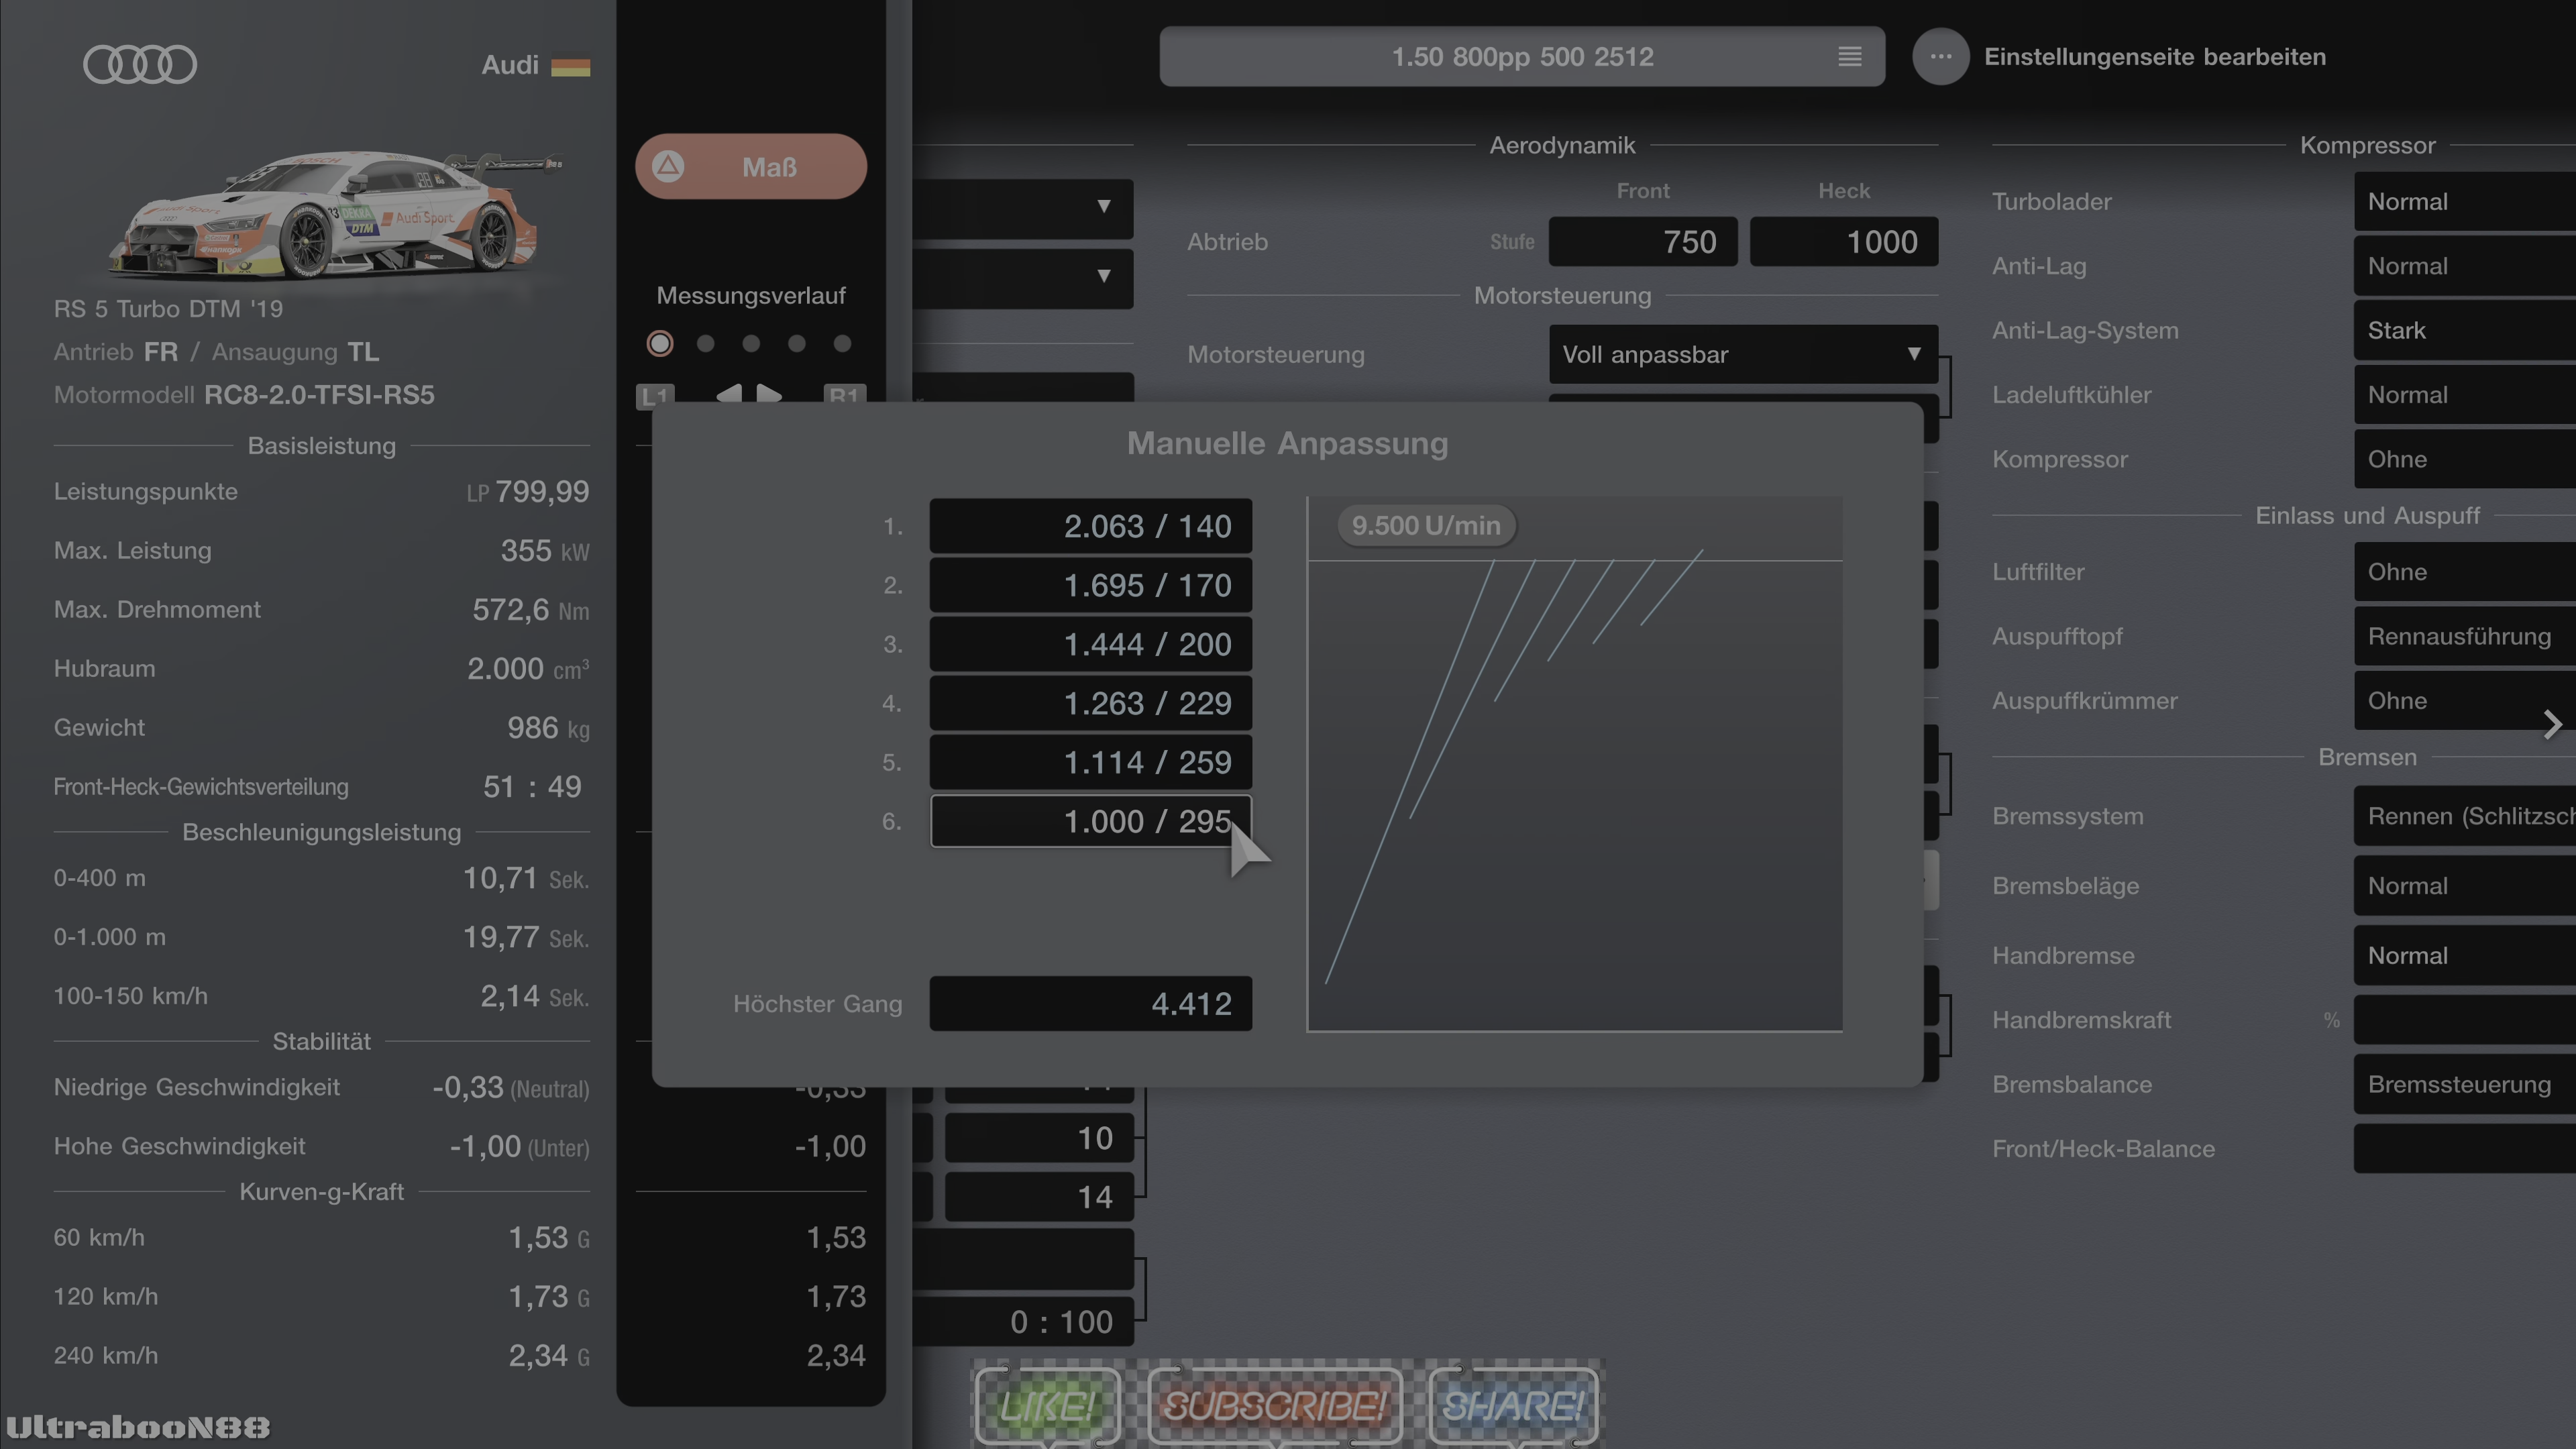 Audi
RS 5 Turbo DTM '19
Antrieb FR / Ansaugung TL
Motormodell RC8-2.0-TFSI-RS5
Basisleistung
Leistungspunkte LP 799,99
Max. Leistung 355 kW
Max. Drehmoment 572,6 Nm
Hubraum 2.000 cm³
Gewicht 986 kg
Front-Heck-Gewichtsverteilung 51 : 49
Beschleunigungsleistung
0-400 m 10,71 Sek.
0-1.000 m 19,77 Sek.
100-150 km/h 2,14 Sek.
Stabilität
Niedrige Geschwindigkeit -0,33 (Neutral)
Hohe Geschwindigkeit -1,00 (Unter)
Kurven-g-Kraft
60 km/h 1,53 G
120 km/h 1,73 G
240 km/h 2,34 G
UltrabooN88
Maß
Messungsverlauf
L1 R1
-0,33
-1,00
1,53
1,73
2,34
10
14
0 : 100
1.50 800pp 500 2512
Einstellungenseite bearbeiten
Aerodynamik
Front Heck
Abtrieb Stufe 750 1000
Motorsteuerung
Motorsteuerung Voll anpassbar
Manuelle Anpassung
1. 2.063 / 140
2. 1.695 / 170
3. 1.444 / 200
4. 1.263 / 229
5. 1.114 / 259
6. 1.000 / 295
Höchster Gang 4.412
9.500 U/min
Kompressor
Turbolader Normal
Anti-Lag Normal
Anti-Lag-System Stark
Ladeluftkühler Normal
Kompressor Ohne
Einlass und Auspuff
Luftfilter Ohne
Auspufftopf Rennausführung
Auspuffkrümmer Ohne
Bremsen
Bremssystem Rennen (Schlitzsch
Bremsbeläge Normal
Handbremse Normal
Handbremskraft %
Bremsbalance Bremssteuerung
Front/Heck-Balance
LIKE! SUBSCRIBE! SHARE!